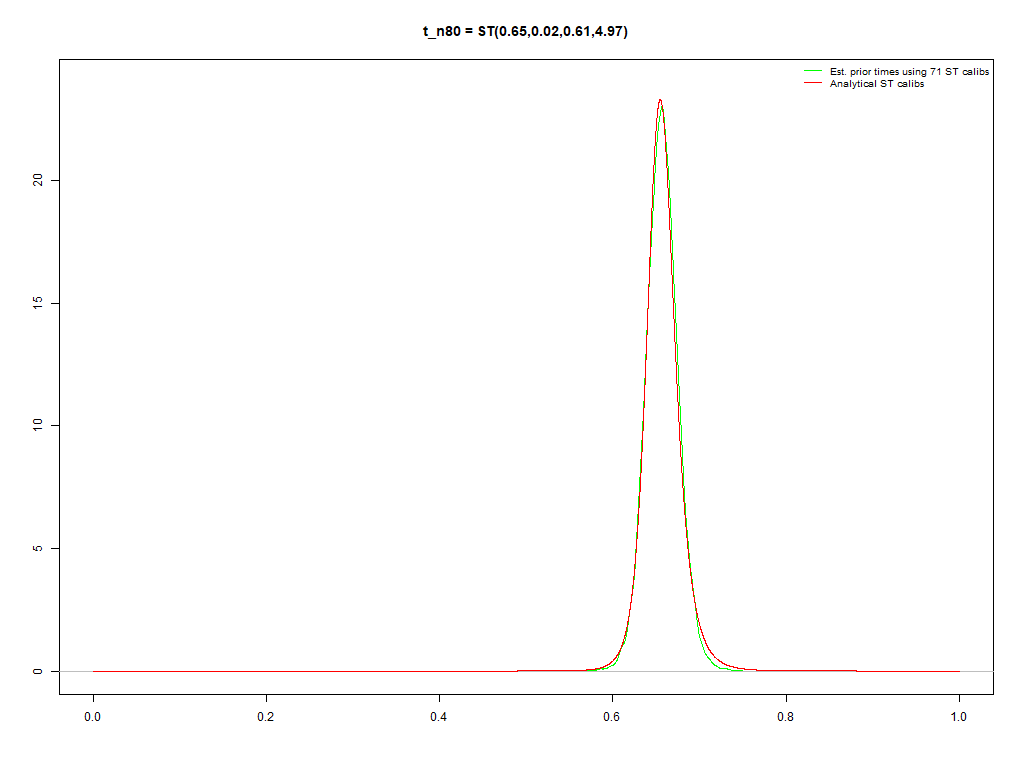 t_n80 = ST(0.65,0.02,0.61,4.97)
Est. prior times using 71 ST calibs
Analytical ST calibs
20
15
10
5
0
0.0 0.2 0.4 0.6 0.8 1.0